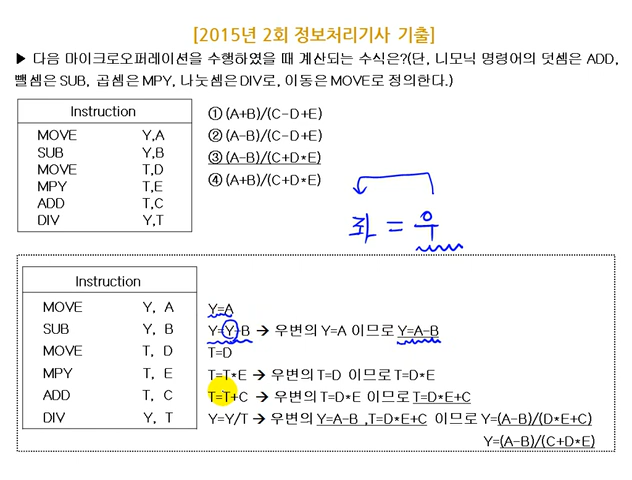 [2015년 2회 정보처리기사 기출]
▶ 다음 마이크로오퍼레이션을 수행하였을 때 계산되는 수식은?(단, 니모닉 명령어의 덧셈은 ADD,
뺄셈은 SUB, 곱셈은 MPY, 나눗셈은 DIV로, 이동은 MOVE로 정의한다.)
Instruction
MOVE Y,A
SUB Y,B
MOVE T,D
MPY T,E
ADD T,C
DIV Y,T
① (A+B)/(C-D+E)
② (A-B)/(C-D+E)
③ (A-B)/(C+D*E)
④ (A+B)/(C+D*E)
좌 = 우
Instruction
MOVE Y, A
SUB Y, B
MOVE T, D
MPY T, E
ADD T, C
DIV Y, T
Y=A
Y=Y-B → 우변의 Y=A 이므로 Y=A-B
T=D
T=T*E → 우변의 T=D 이므로 T=D*E
T=T+C → 우변의 T=D*E 이므로 T=D*E+C
Y=Y/T → 우변의 Y=A-B ,T=D*E+C 이므로 Y=(A-B)/(D*E+C)
Y=(A-B)/(C+D*E)